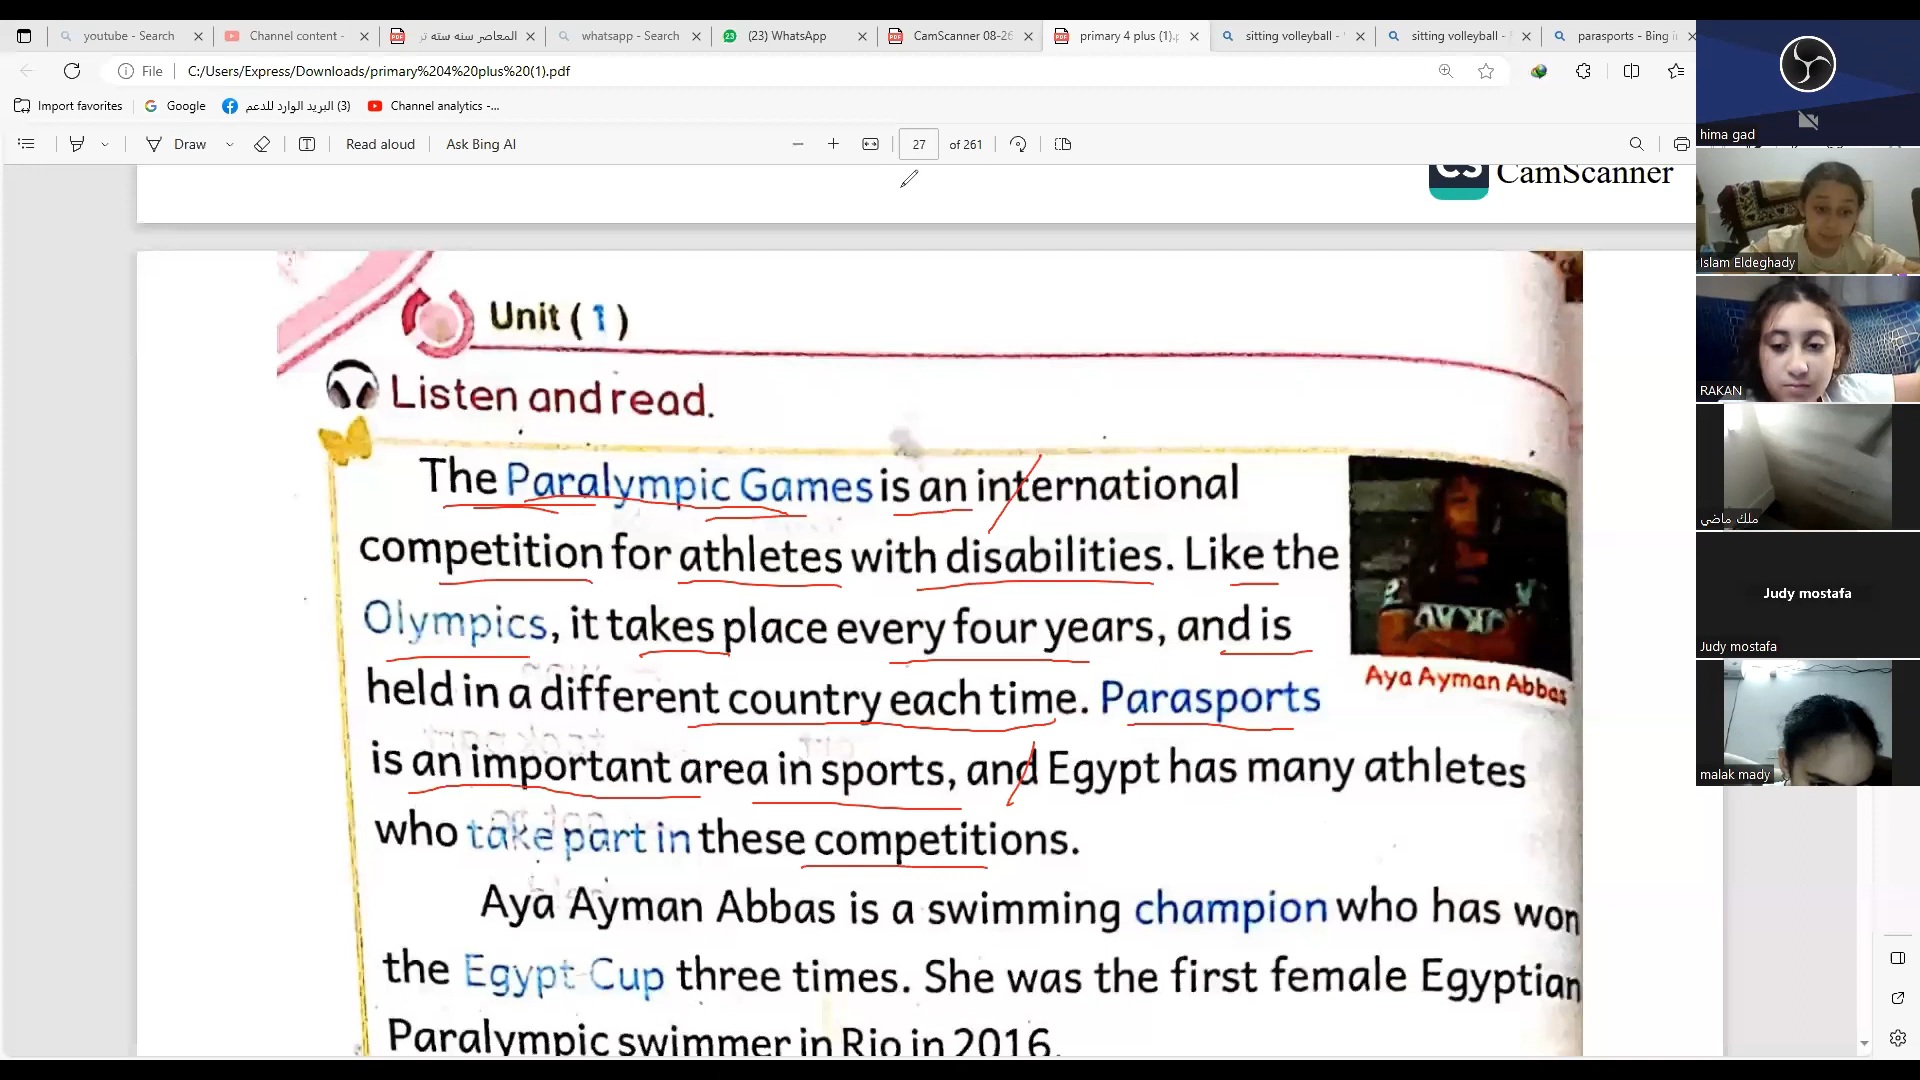 youtube - Search
Channel content -
المعاصر سنه سته تر
whatsapp - Search
(23) WhatsApp
CamScanner 08-26
primary 4 plus (1).p
sitting volleyball -
sitting volleyball -
parasports - Bing i
File C:/Users/Express/Downloads/primary%204%20plus%20(1).pdf
Import favorites
Google
(3) البريد الوارد للدعم
Channel analytics -...
Draw
Read aloud
Ask Bing AI
27 of 261
CS CamScanner
Unit ( 1 )
Listen and read.
The Paralympic Games is an international
competition for athletes with disabilities. Like the
Olympics, it takes place every four years, and is
held in a different country each time. Parasports
is an important area in sports, and Egypt has many athletes
who take part in these competitions.
Aya Ayman Abbas
Aya Ayman Abbas is a swimming champion who has won
the Egypt Cup three times. She was the first female Egyptian
Paralympic swimmer in Rio in 2016.
hima gad
Islam Eldeghady
RAKAN
ملك ماضي
Judy mostafa
Judy mostafa
malak mady